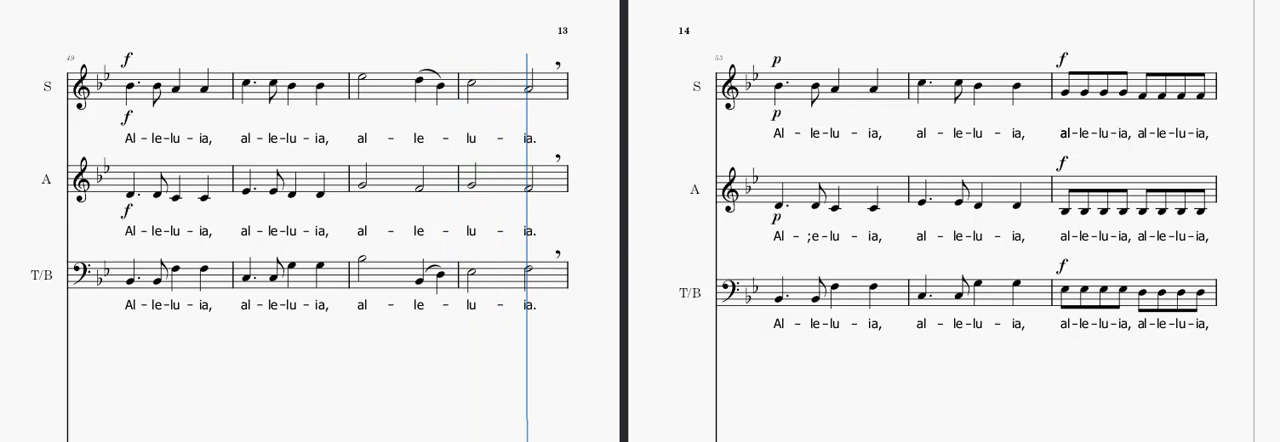 13
49
f
S
f
Al – le – lu – ia, al – le – lu – ia, al – le – lu – ia.
A
f
Al – le – lu – ia, al – le – lu – ia, al – le – lu – ia.
T/B
Al – le – lu – ia, al – le – lu – ia, al – le – lu – ia.
14
53
p f
S
p
Al – le – lu – ia, al – le – lu – ia, al – le – lu – ia, al – le – lu – ia,
f
A
p
Al – ;e – lu – ia, al – le – lu – ia, al – le – lu – ia, al – le – lu – ia,
f
T/B
Al – le – lu – ia, al – le – lu – ia, al – le – lu – ia, al – le – lu – ia,